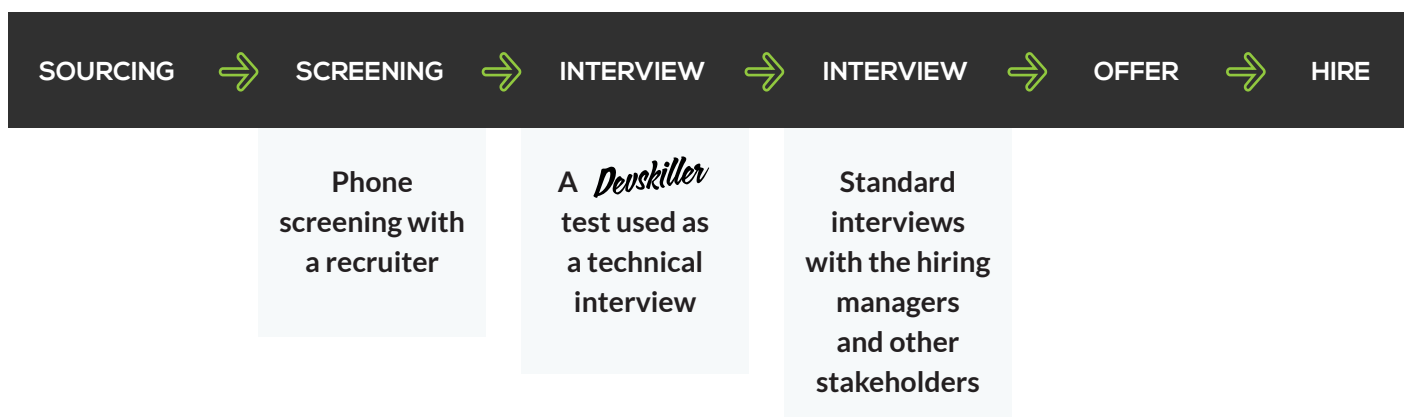 SOURCING SCREENING INTERVIEW INTERVIEW OFFER HIRE
Phone
screening with
a recruiter
A Devskiller
test used as
a technical
interview
Standard
interviews
with the hiring
managers
and other
stakeholders